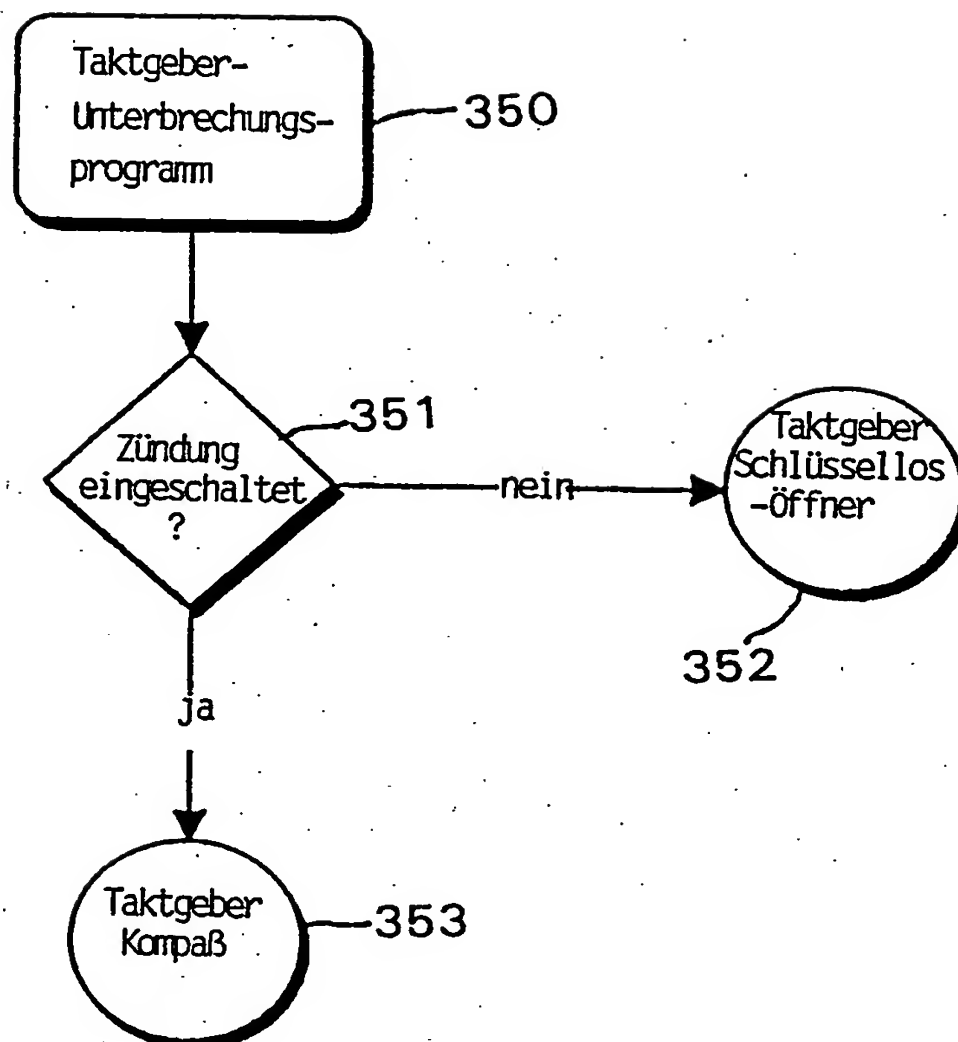 Taktgeber-
Unterbrechungs-
programm
350
351
Zündung
eingeschaltet
?
nein
Taktgeber
Schlüssellos
-Öffner
352
ja
Taktgeber
Kompaß
353